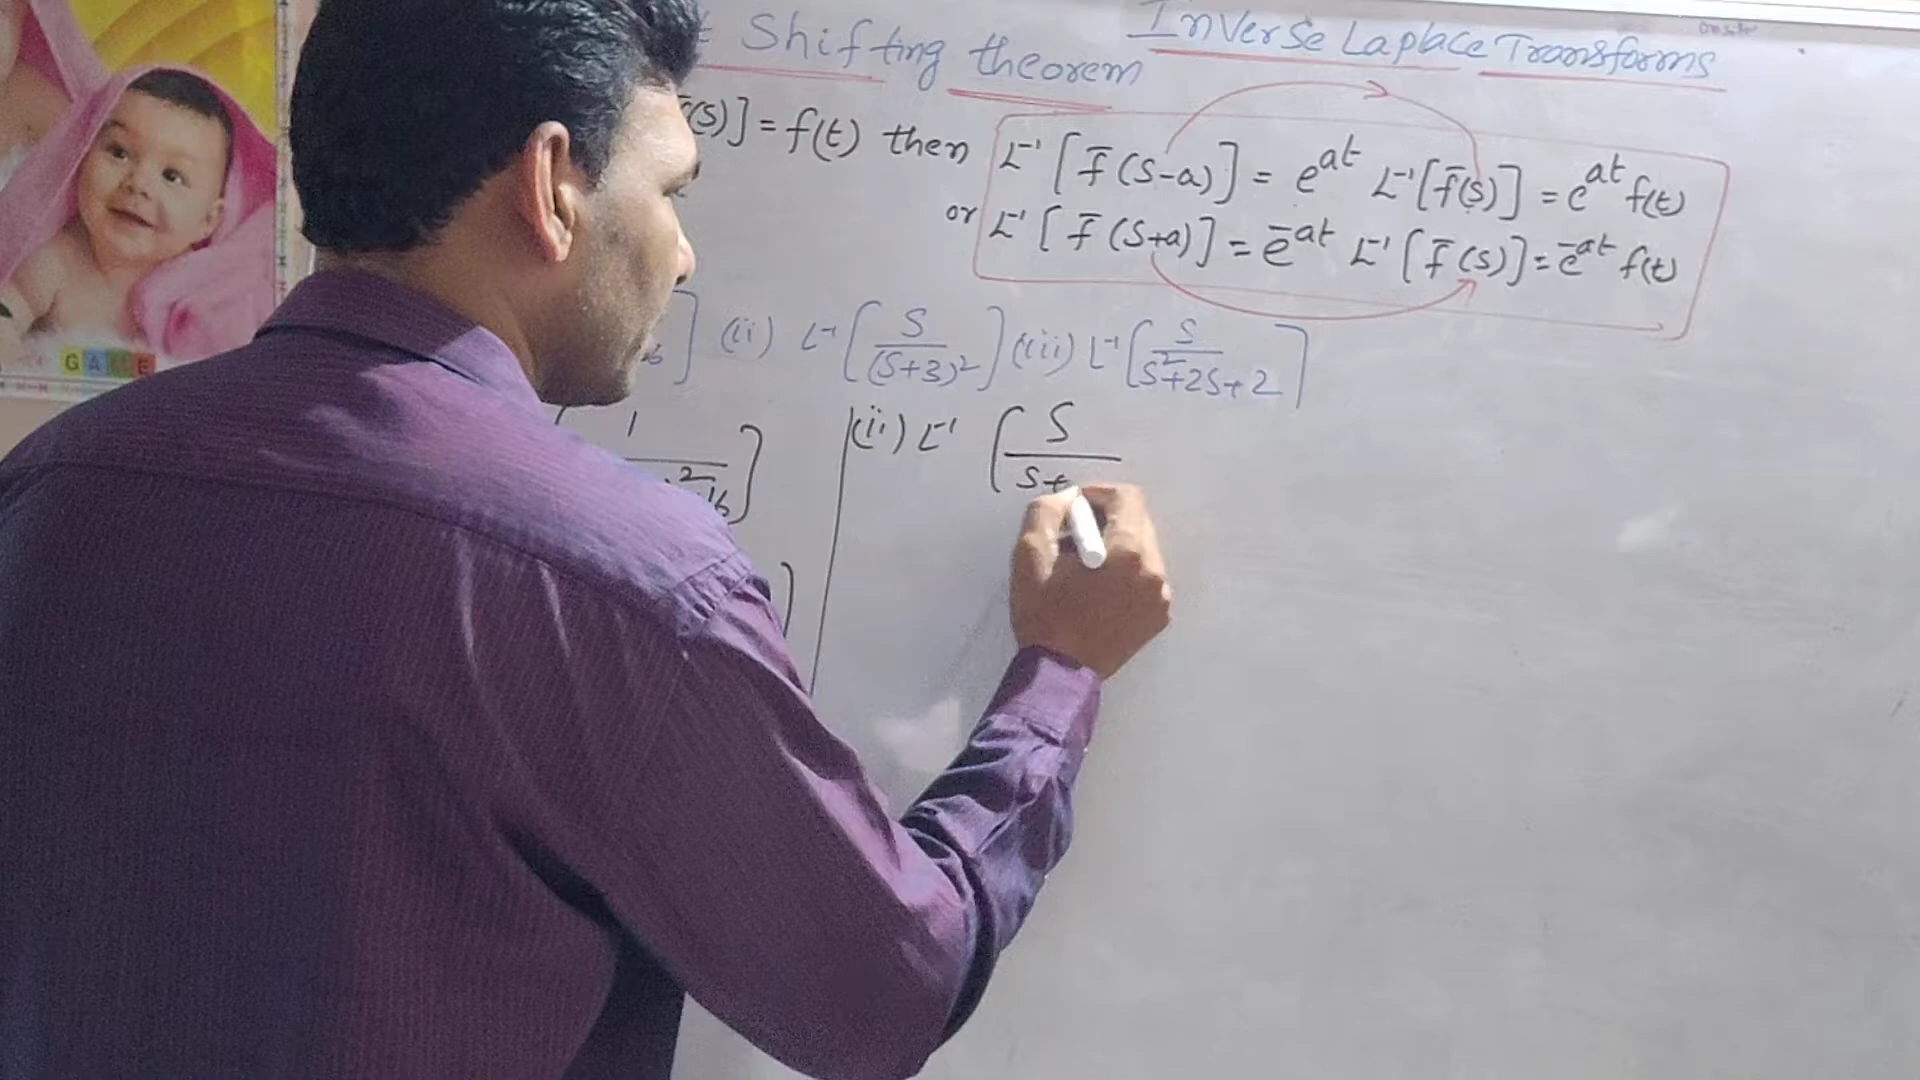 Inverse Laplace Transforms
Shifting theorem
(s)] = f(t) then L⁻¹[f̄(s-a)] = e^at L⁻¹[f̄(s)] = e^at f(t)
or L⁻¹[f̄(s+a)] = e^-at L⁻¹[f̄(s)] = e^-at f(t)
] (ii) L⁻¹[s/(s+3)²] (iii) L⁻¹[s/s²+2s+2]
(ii) L⁻¹[s/s+
GAME